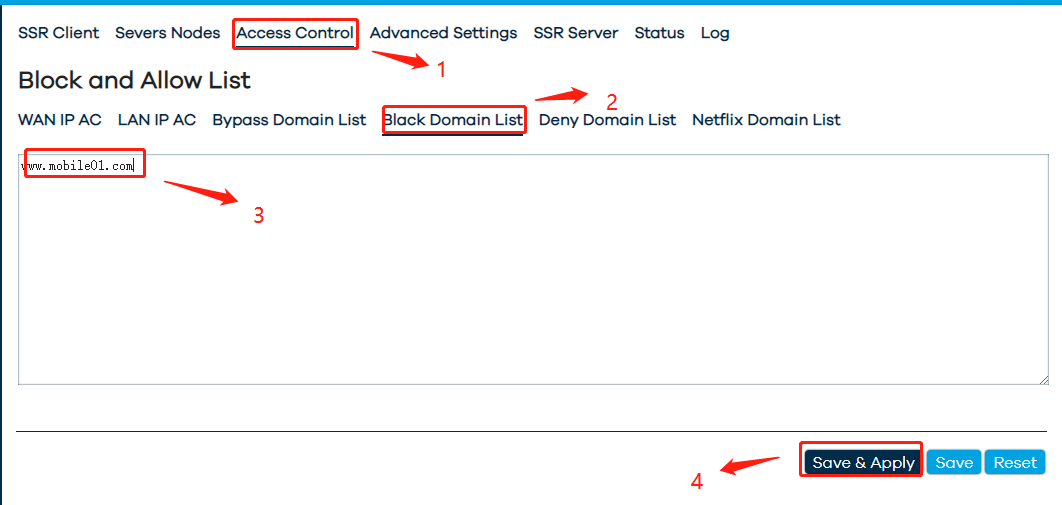 SSR Client Severs Nodes Access Control Advanced Settings SSR Server Status Log
1
Block and Allow List
2
WAN IP AC LAN IP AC Bypass Domain List Black Domain List Deny Domain List Netflix Domain List
www.mobile01.com
3
Save & Apply Save Reset
4